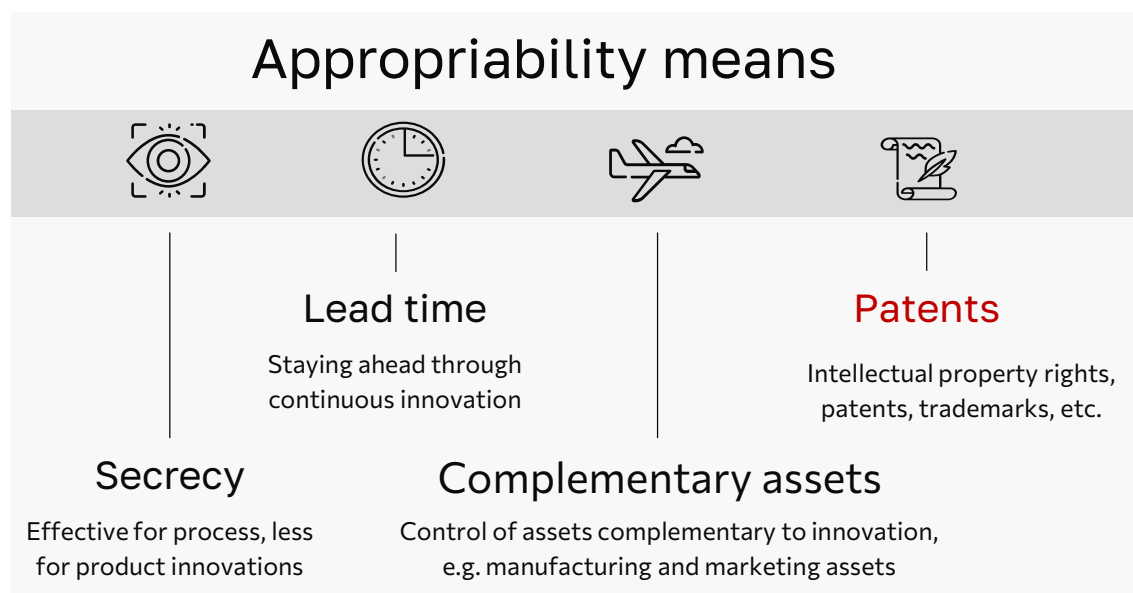 Appropriability means
Lead time
Staying ahead through
continuous innovation
Patents
Intellectual property rights,
patents, trademarks, etc.
Secrecy
Effective for process, less
for product innovations
Complementary assets
Control of assets complementary to innovation,
e.g. manufacturing and marketing assets